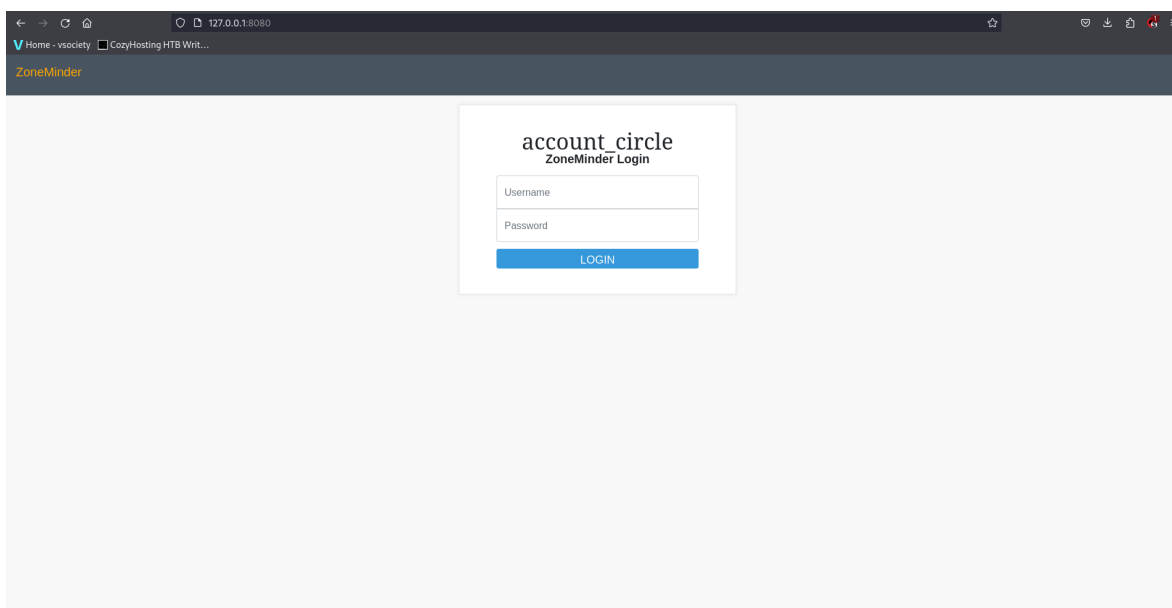 127.0.0.1:8080
Home - vsociety CozyHosting HTB Writ...
ZoneMinder
account_circle
ZoneMinder Login
Username
Password
LOGIN